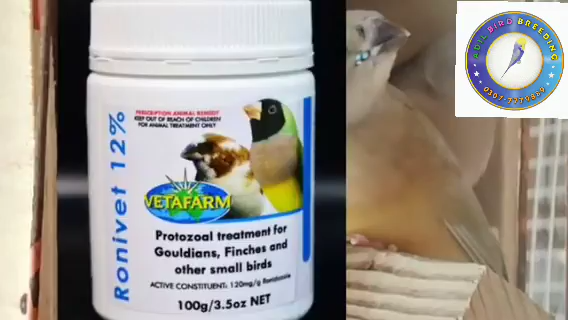 PRESCRIPTION ANIMAL REMEDY
KEEP OUT OF REACH OF CHILDREN
FOR ANIMAL TREATMENT ONLY
Ronivet 12%
VETAFARM
Protozoal treatment for
Gouldians, Finches and
other small birds
ACTIVE CONSTITUENT: 120mg/g Ronidazole
100g/3.5oz NET
ADIL BIRD BREEDING